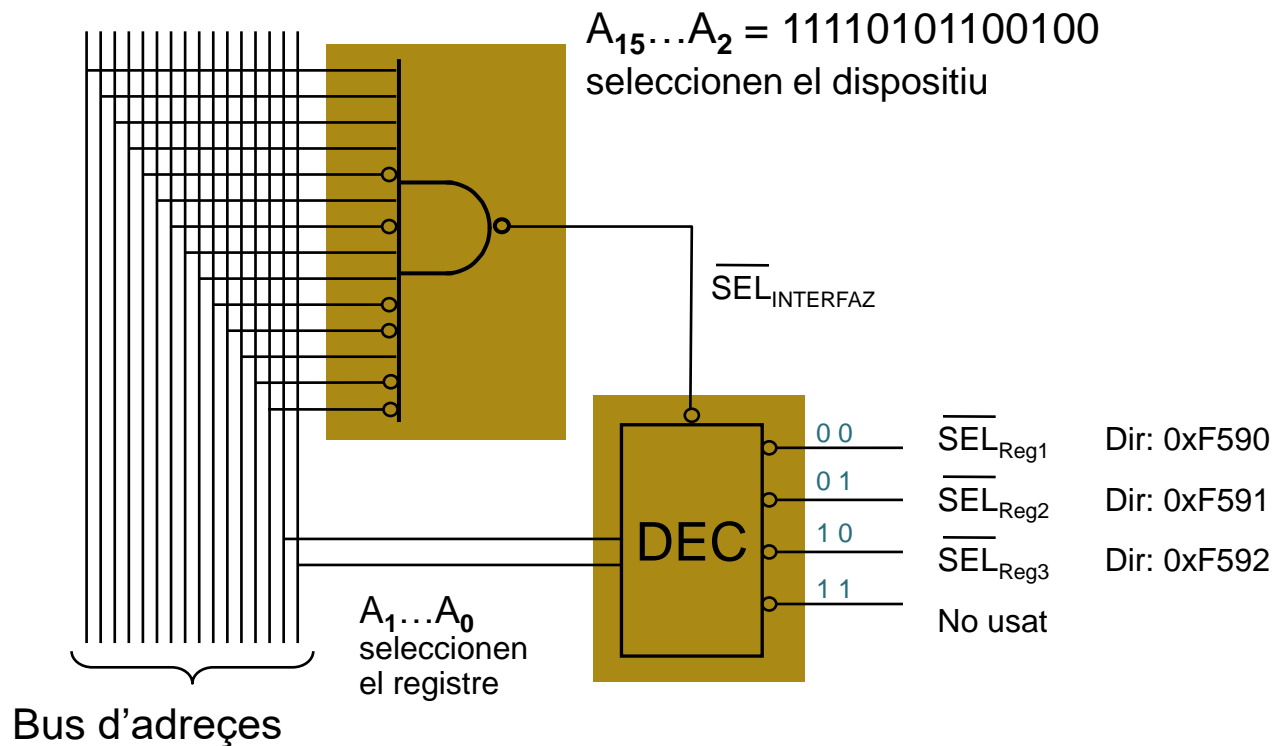 A15…A2 = 11110101100100
seleccionen el dispositiu
SELINTERFAZ
0 0 SELReg1 Dir: 0xF590
0 1 SELReg2 Dir: 0xF591
DEC
1 0 SELReg3 Dir: 0xF592
1 1 No usat
A1…A0
seleccionen
el registre
Bus d’adreçes